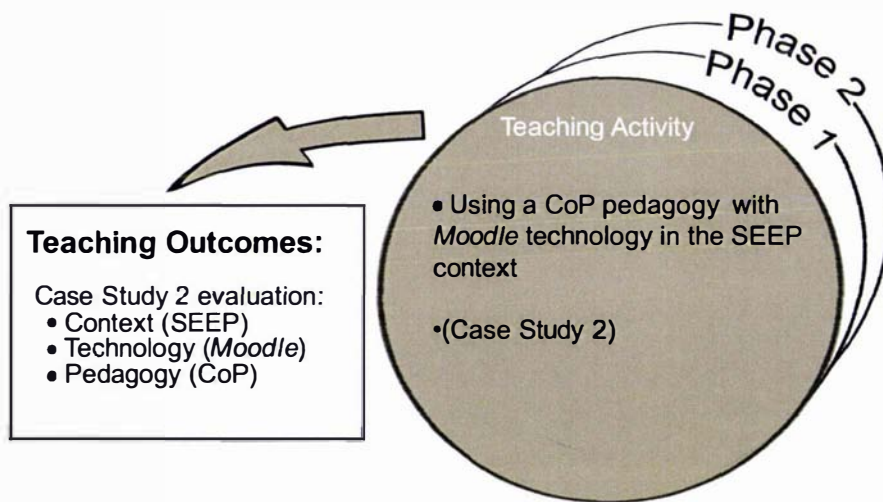 Phase 2
Phase 1
Teaching Activity
• Using a CoP pedagogy with
Moodle technology in the SEEP
context
•(Case Study 2)
Teaching Outcomes:
Case Study 2 evaluation:
• Context (SEEP)
• Technology (Moodle)
• Pedagogy (CoP)